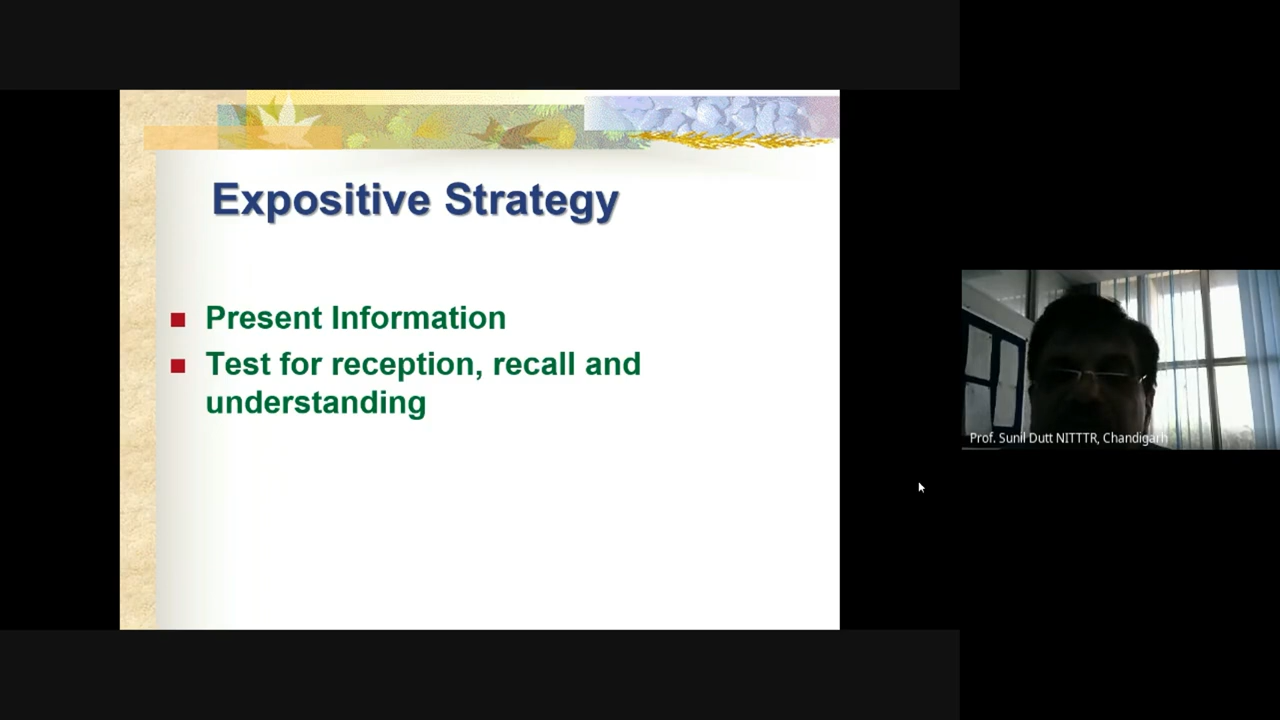 Expositive Strategy
Present Information
Test for reception, recall and
understanding
Prof. Sunil Dutt NITTTR, Chandigarh